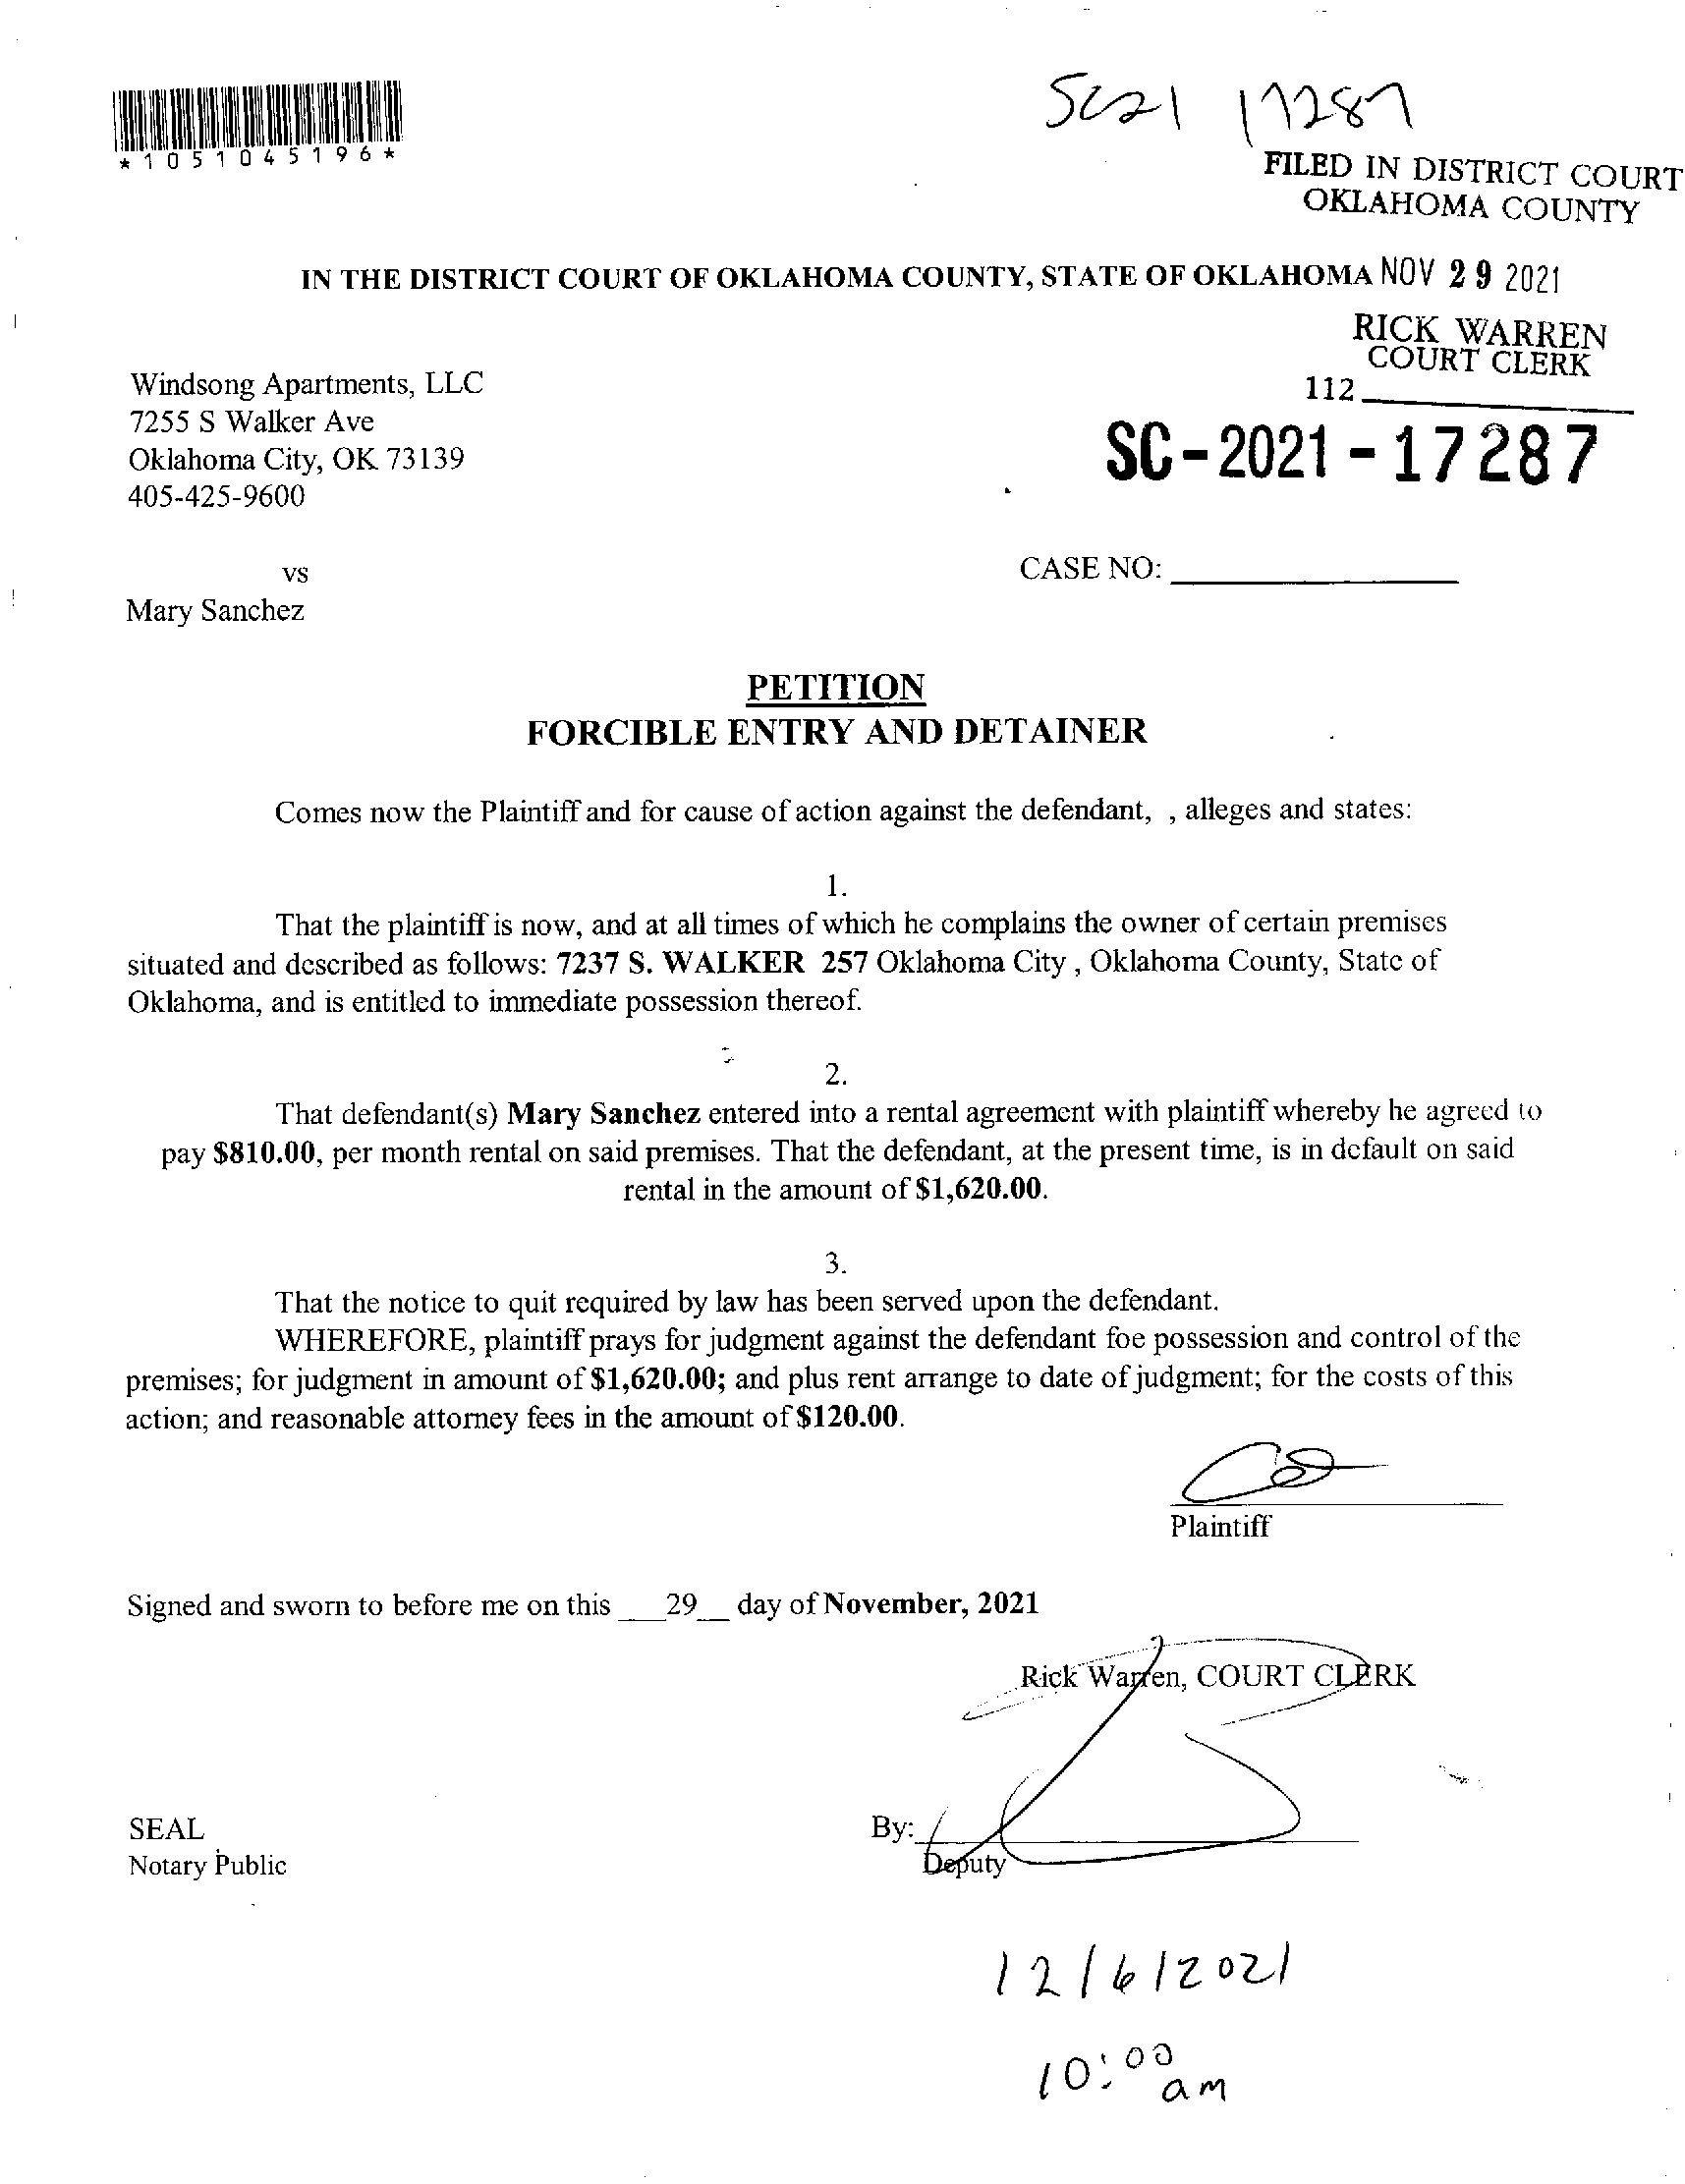 SC21 17287
*1051045196*
FILED IN DISTRICT COURT
OKLAHOMA COUNTY
IN THE DISTRICT COURT OF OKLAHOMA COUNTY, STATE OF OKLAHOMA NOV 29 2021
RICK WARREN
COURT CLERK
112
Windsong Apartments, LLC
7255 S Walker Ave
Oklahoma City, OK 73139
405-425-9600
SC-2021-17287
vs
CASE NO:
Mary Sanchez
PETITION
FORCIBLE ENTRY AND DETAINER
Comes now the Plaintiff and for cause of action against the defendant, , alleges and states:
1.
That the plaintiff is now, and at all times of which he complains the owner of certain premises
situated and described as follows: 7237 S. WALKER 257 Oklahoma City , Oklahoma County, State of
Oklahoma, and is entitled to immediate possession thereof.
2.
That defendant(s) Mary Sanchez entered into a rental agreement with plaintiff whereby he agreed to
pay $810.00, per month rental on said premises. That the defendant, at the present time, is in default on said
rental in the amount of $1,620.00.
3.
That the notice to quit required by law has been served upon the defendant.
WHEREFORE, plaintiff prays for judgment against the defendant foe possession and control of the
premises; for judgment in amount of $1,620.00; and plus rent arrange to date of judgment; for the costs of this
action; and reasonable attorney fees in the amount of $120.00.
Plaintiff
Signed and sworn to before me on this 29 day of November, 2021
Rick Warren, COURT CLERK
SEAL
Notary Public
By:
Deputy
12/6/2021
10:00 am